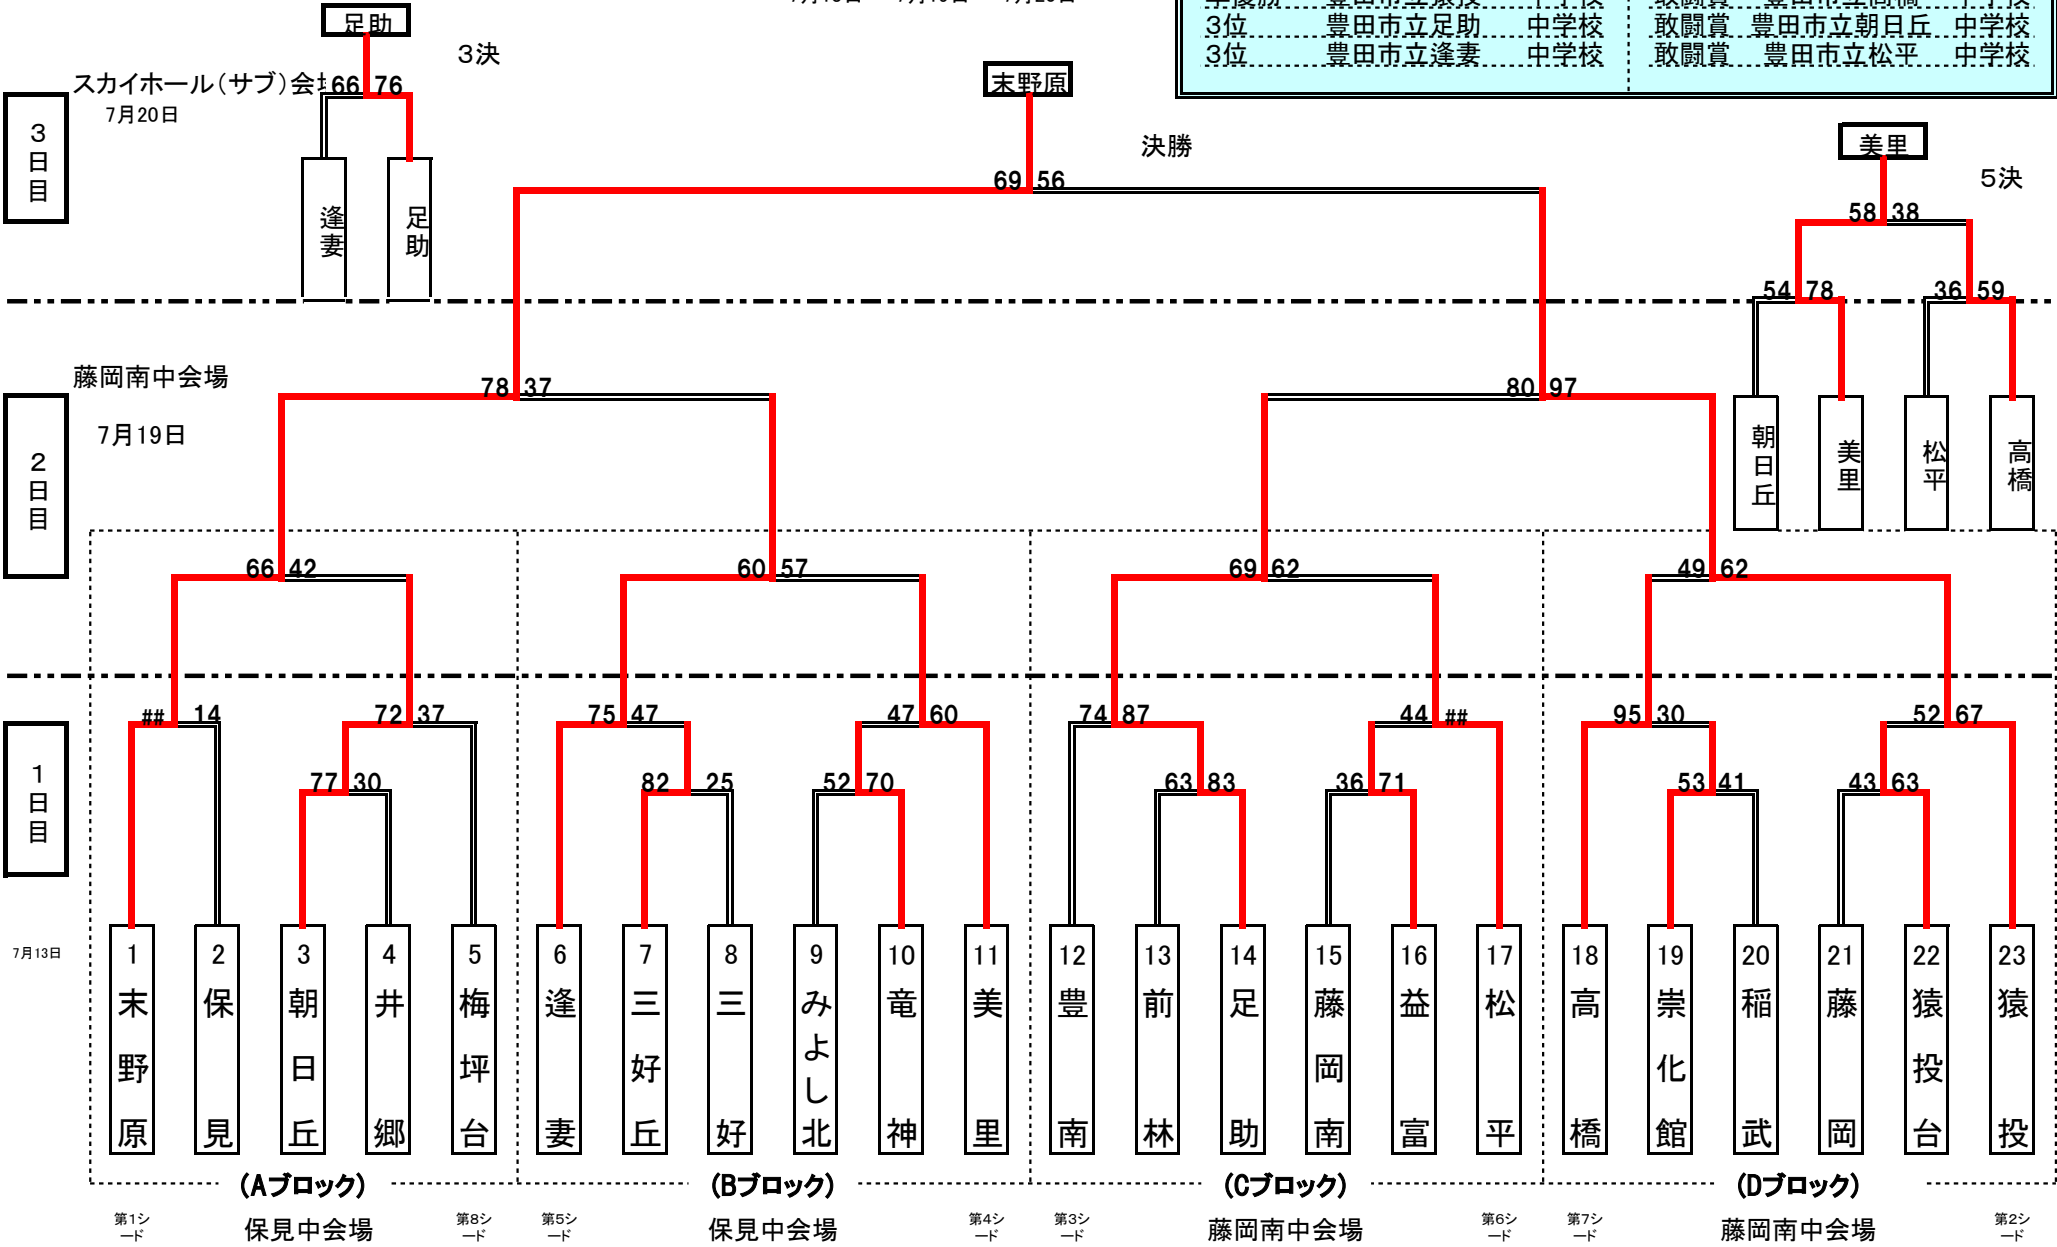 足助
3決
スカイホール(サブ)会
66 76
7月20日
3位 豊田市立足助 中学校 敢闘賞 豊田市立朝日丘 中学校
3位 豊田市立逢妻 中学校 敢闘賞 豊田市立松平 中学校
末野原
決勝
美里
5決
3日目
69 56
58 38
逢妻
足助
54 78
36 59
藤岡南中会場
7月19日
78 37
80 97
朝日丘
美里
松平
高橋
2日目
66 42
60 57
69 62
49 62
## 14
72 37
75 47
47 60
74 87
44 ##
95 30
52 67
1日目
77 30
82 25
52 70
63 83
36 71
53 41
43 63
7月13日
1 末野原
2 保見
3 朝日丘
4 井郷
5 梅坪台
6 逢妻
7 三好丘
8 三好
9 みよし北
10 竜神
11 美里
12 豊南
13 前林
14 足助
15 藤岡南
16 益富
17 松平
18 高橋
19 崇化館
20 稲武
21 藤岡
22 猿投台
23 猿投
(Aブロック)
(Bブロック)
(Cブロック)
(Dブロック)
第1シード
保見中会場
第8シード
第5シード
保見中会場
第4シード
第3シード
藤岡南中会場
第6シード
第7シード
藤岡南中会場
第2シード